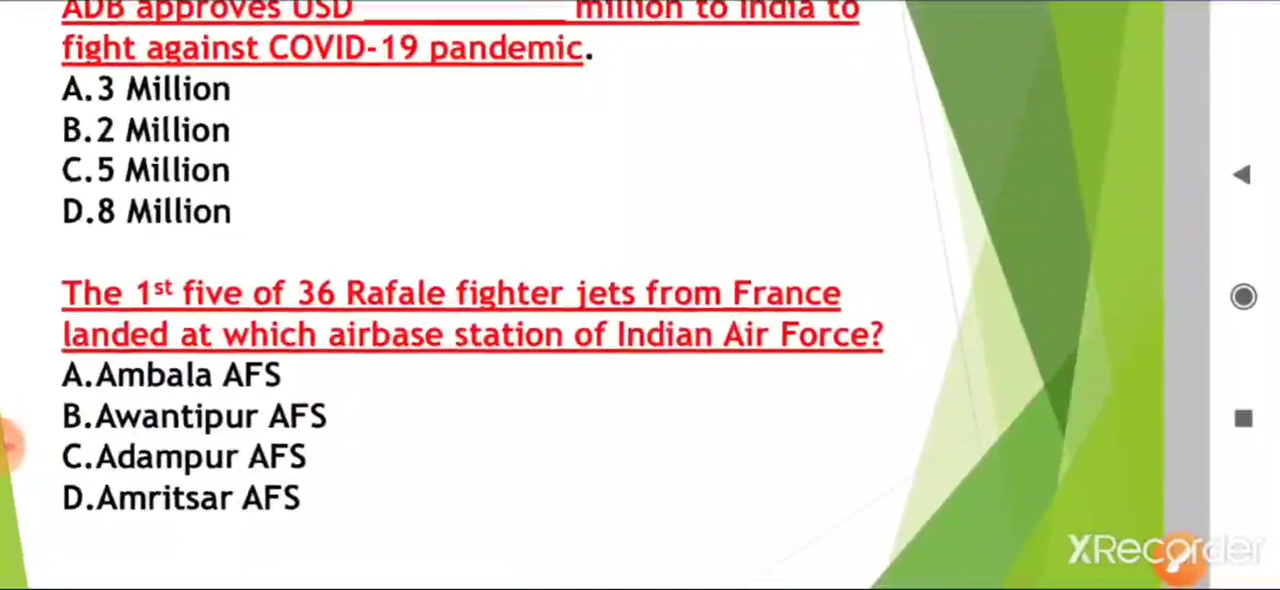 ADB approves USD ____________ million to India to
fight against COVID-19 pandemic.
A.3 Million
B.2 Million
C.5 Million
D.8 Million
The 1st five of 36 Rafale fighter jets from France
landed at which airbase station of Indian Air Force?
A.Ambala AFS
B.Awantipur AFS
C.Adampur AFS
D.Amritsar AFS
XRecorder